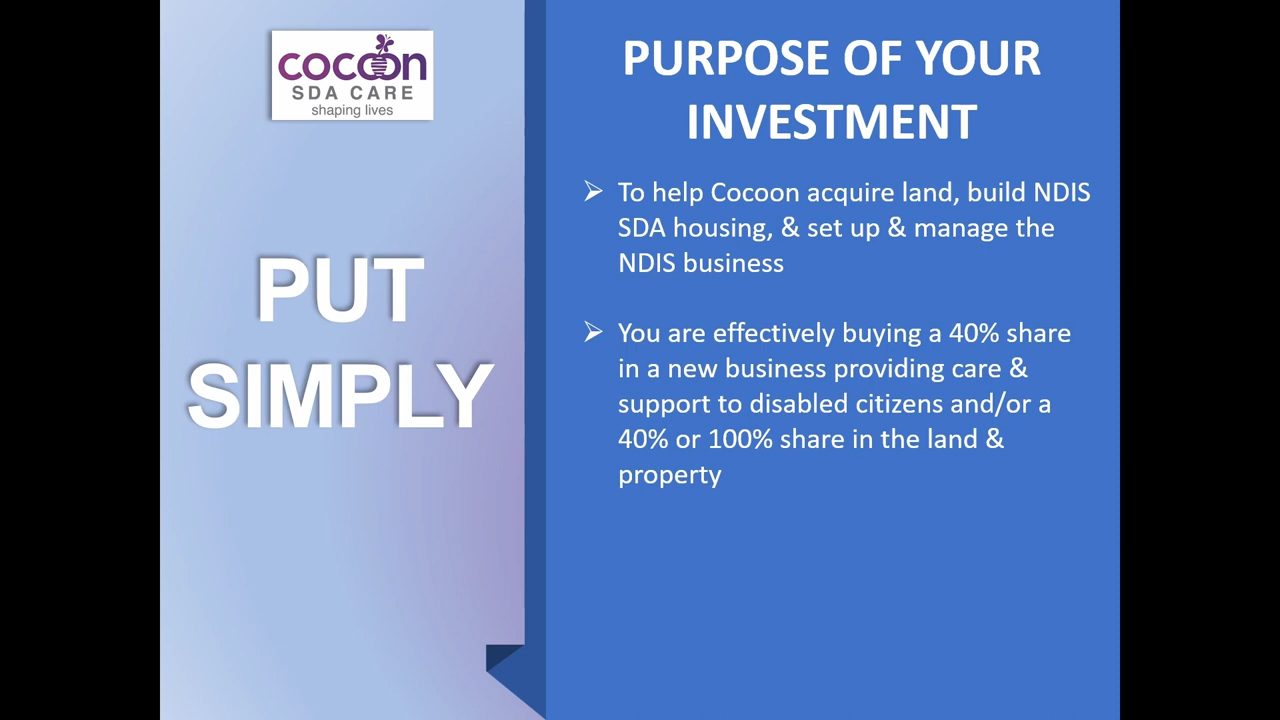 cocoon
SDA CARE
shaping lives
PUT
SIMPLY
PURPOSE OF YOUR
INVESTMENT
➢ To help Cocoon acquire land, build NDIS
SDA housing, & set up & manage the
NDIS business
➢ You are effectively buying a 40% share
in a new business providing care &
support to disabled citizens and/or a
40% or 100% share in the land &
property